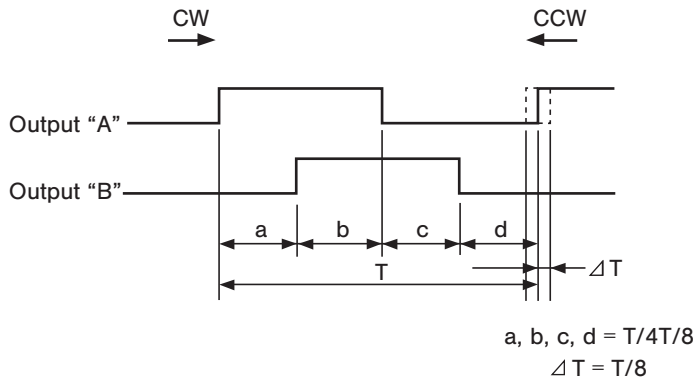 CW CCW
Output “A”
Output “B”
a b c d
T ⊿T
a, b, c, d = T/4T/8
⊿T = T/8